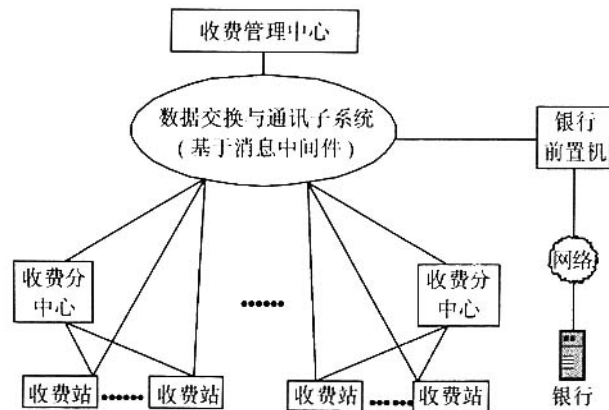 收费管理中心
数据交换与通讯子系统
(基于消息中间件)
银行
前置机
网络
银行
收费分
中心
......
收费分
中心
收费站......收费站
收费站......收费站